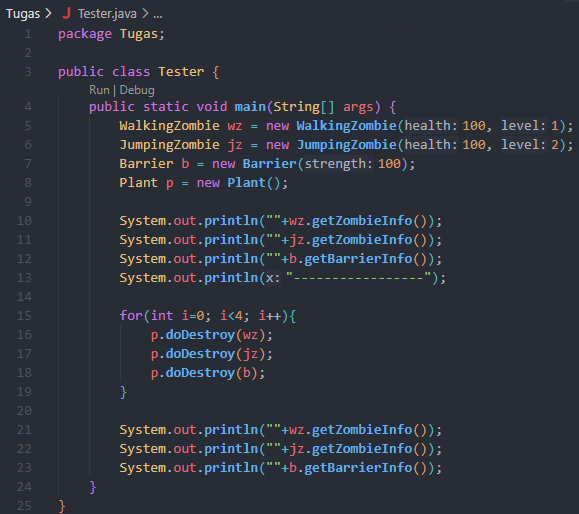 Tugas > J Tester.java > ...
1 package Tugas;
2
3 public class Tester {
Run | Debug
4 public static void main(String[] args) {
5 WalkingZombie wz = new WalkingZombie(health: 100, level: 1);
6 JumpingZombie jz = new JumpingZombie(health: 100, level: 2);
7 Barrier b = new Barrier(strength: 100);
8 Plant p = new Plant();
9
10 System.out.println(""+wz.getZombieInfo());
11 System.out.println(""+jz.getZombieInfo());
12 System.out.println(""+b.getBarrierInfo());
13 System.out.println(x: "-----------------");
14
15 for(int i=0; i<4; i++){
16 p.doDestroy(wz);
17 p.doDestroy(jz);
18 p.doDestroy(b);
19 }
20
21 System.out.println(""+wz.getZombieInfo());
22 System.out.println(""+jz.getZombieInfo());
23 System.out.println(""+b.getBarrierInfo());
24 }
25 }